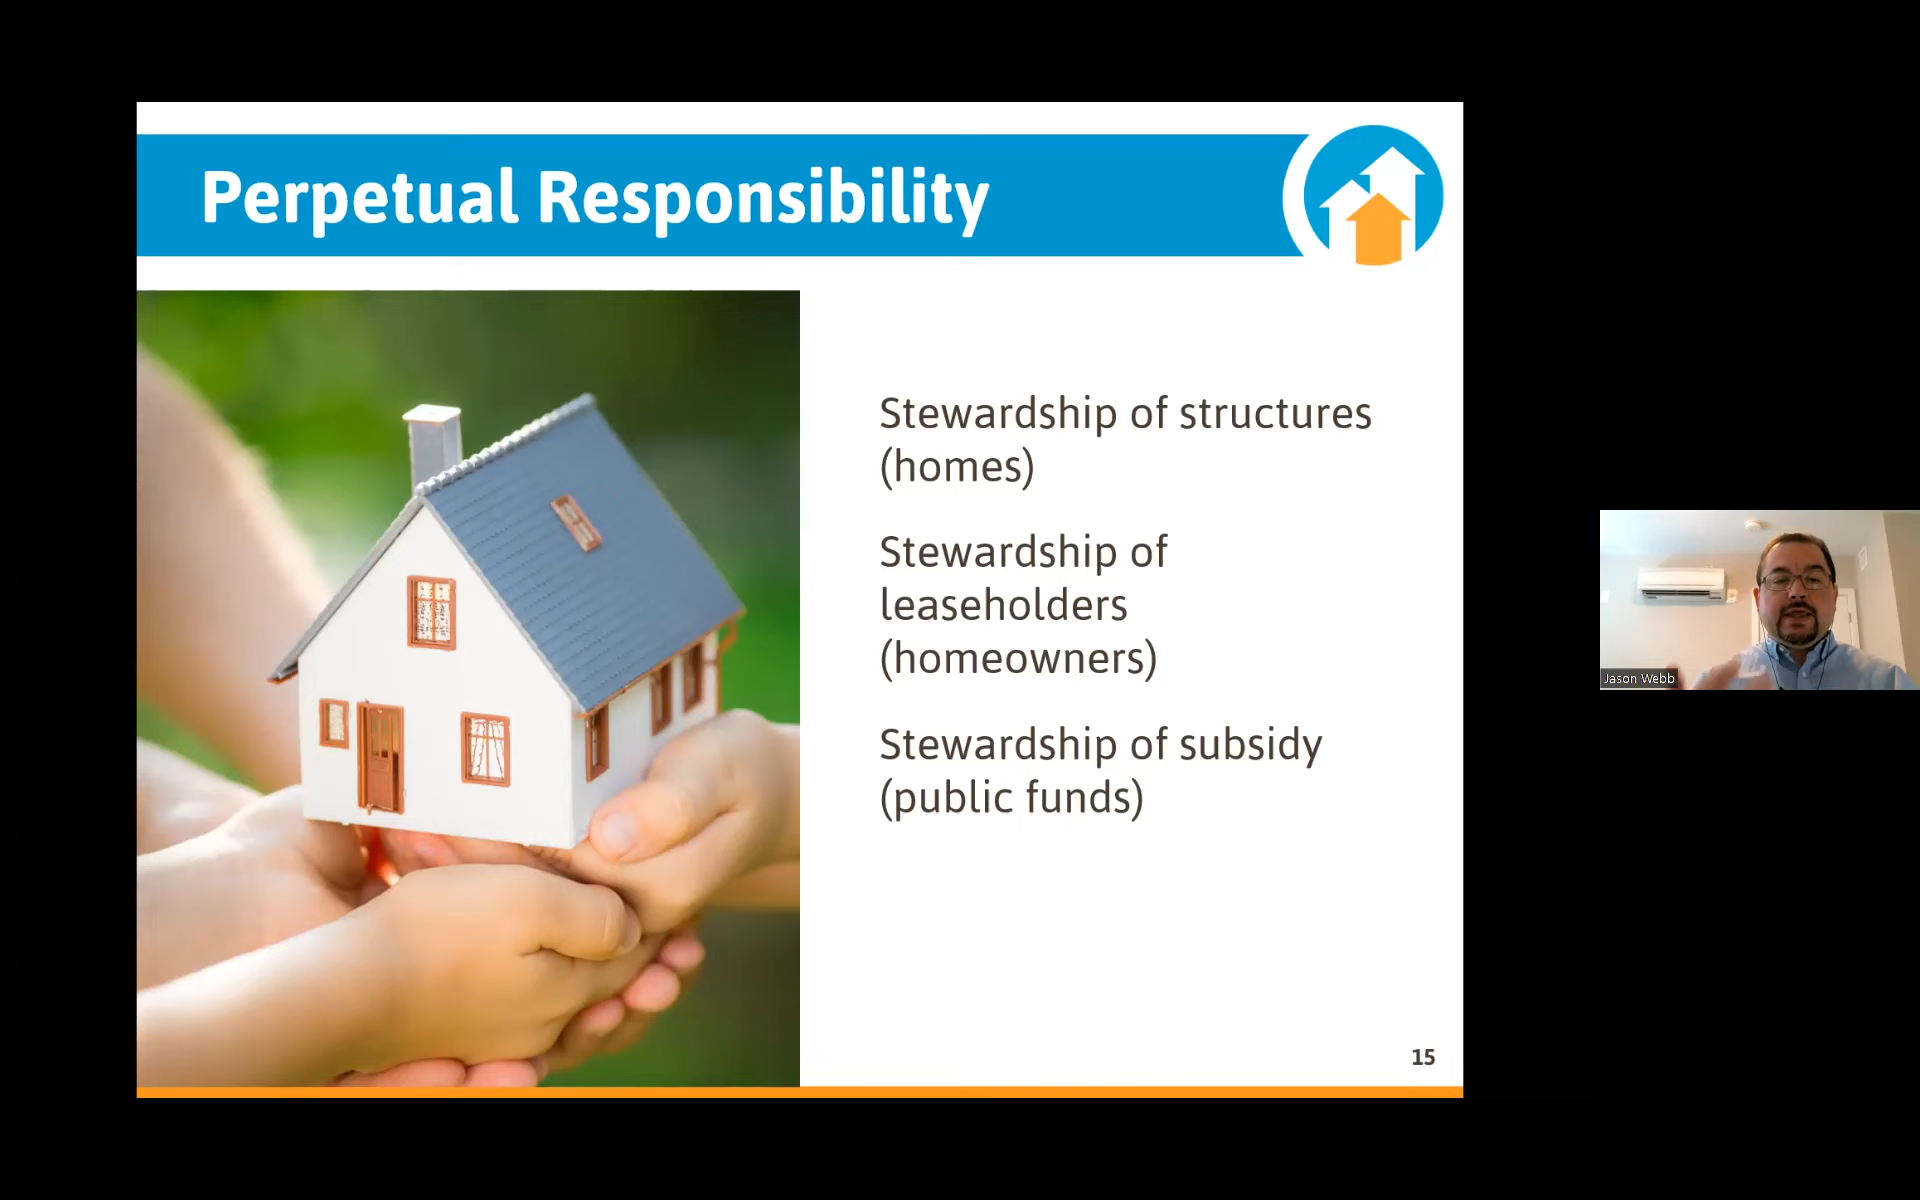 Perpetual Responsibility
Stewardship of structures
(homes)
Stewardship of
leaseholders
(homeowners)
Stewardship of subsidy
(public funds)
15
Jason Webb